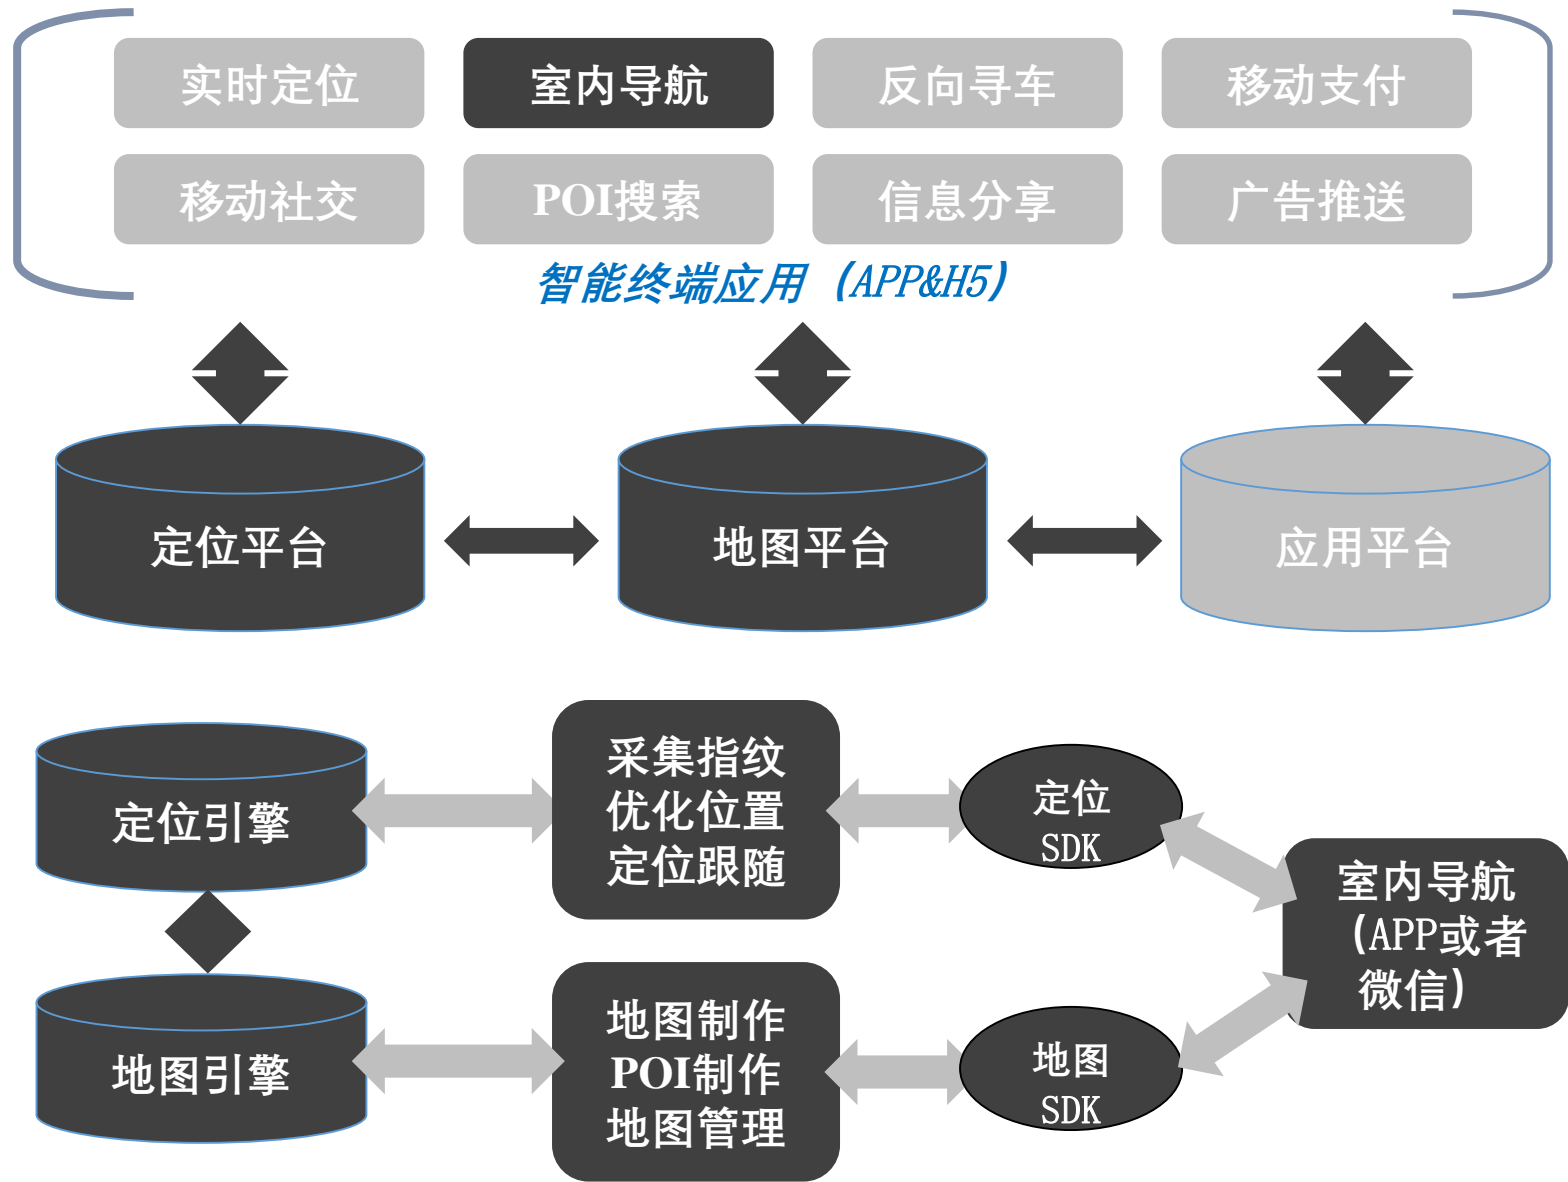 实时定位
室内导航
反向寻车
移动支付
移动社交
POI搜索
信息分享
广告推送
智能终端应用（APP&H5）
定位平台
地图平台
应用平台
定位引擎
采集指纹
优化位置
定位跟随
定位
SDK
室内导航
（APP或者
微信）
地图引擎
地图制作
POI制作
地图管理
地图
SDK